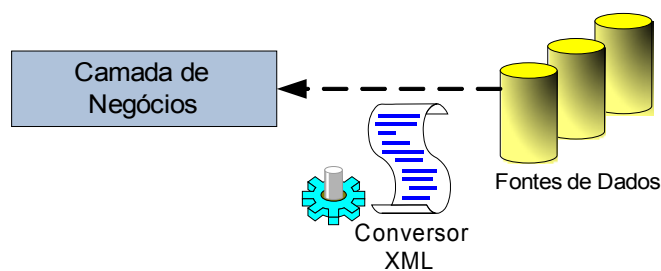 Camada de
Negócios
Fontes de Dados
Conversor
XML